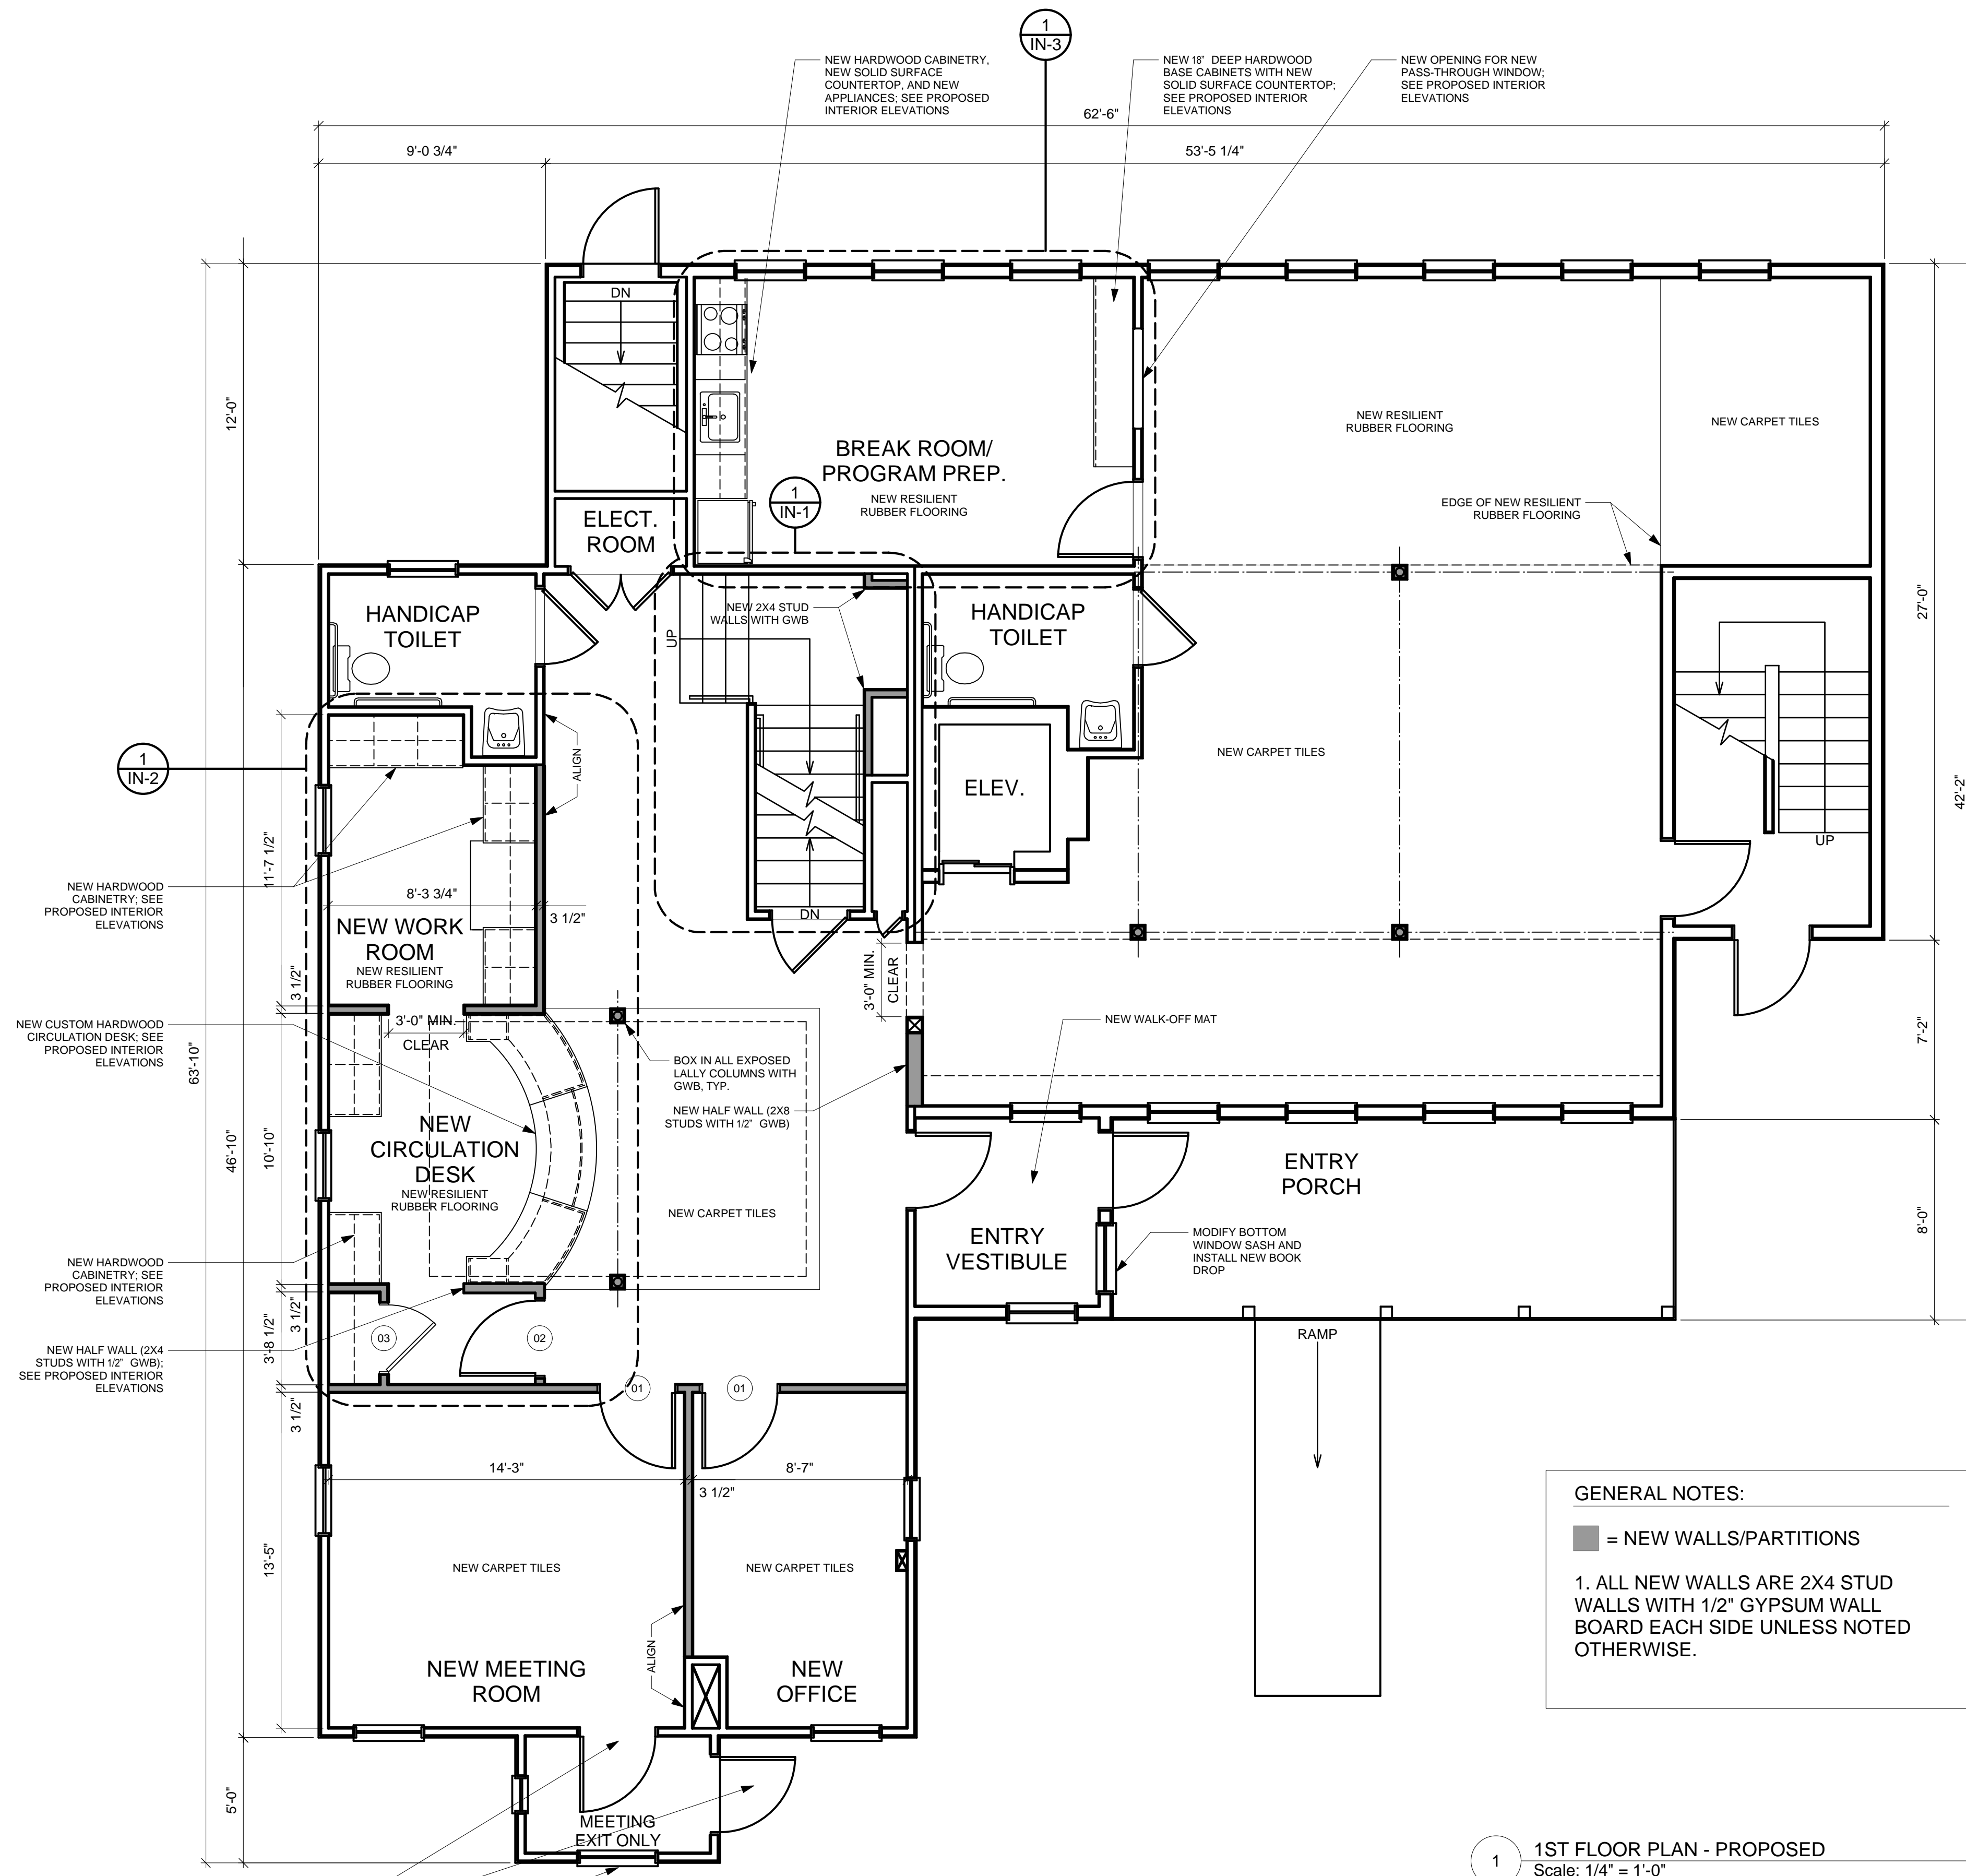 1
IN-3
NEW HARDWOOD CABINETRY,
NEW SOLID SURFACE
COUNTERTOP, AND NEW
APPLIANCES; SEE PROPOSED
INTERIOR ELEVATIONS
NEW 18" DEEP HARDWOOD
BASE CABINETS WITH NEW
SOLID SURFACE COUNTERTOP;
SEE PROPOSED INTERIOR
ELEVATIONS
NEW OPENING FOR NEW
PASS-THROUGH WINDOW;
SEE PROPOSED INTERIOR
ELEVATIONS
62'-6"
9'-0 3/4"
53'-5 1/4"
DN
12'-0"
BREAK ROOM/
PROGRAM PREP.
NEW RESILIENT
RUBBER FLOORING
1
IN-1
NEW RESILIENT
RUBBER FLOORING
NEW CARPET TILES
EDGE OF NEW RESILIENT
RUBBER FLOORING
ELECT.
ROOM
HANDICAP
TOILET
UP
NEW 2X4 STUD
WALLS WITH GWB
HANDICAP
TOILET
27'-0"
42'-2"
ALIGN
NEW CARPET TILES
1
IN-2
ELEV.
UP
11'-7 1/2"
NEW HARDWOOD
CABINETRY; SEE
PROPOSED INTERIOR
ELEVATIONS
8'-3 3/4"
3 1/2"
DN
NEW WORK
ROOM
NEW RESILIENT
RUBBER FLOORING
3 1/2"
3'-0" MIN.
CLEAR
NEW CUSTOM HARDWOOD
CIRCULATION DESK; SEE
PROPOSED INTERIOR
ELEVATIONS
3'-0" MIN.
CLEAR
NEW WALK-OFF MAT
7'-2"
63'-10"
BOX IN ALL EXPOSED
LALLY COLUMNS WITH
GWB, TYP.
NEW HALF WALL (2X8
STUDS WITH 1/2" GWB)
46'-10"
10'-10"
NEW
CIRCULATION
DESK
NEW RESILIENT
RUBBER FLOORING
NEW CARPET TILES
ENTRY
PORCH
ENTRY
VESTIBULE
MODIFY BOTTOM
WINDOW SASH AND
INSTALL NEW BOOK
DROP
8'-0"
NEW HARDWOOD
CABINETRY; SEE
PROPOSED INTERIOR
ELEVATIONS
3 1/2"
3'-8 1/2"
03
02
RAMP
NEW HALF WALL (2X4
STUDS WITH 1/2" GWB);
SEE PROPOSED INTERIOR
ELEVATIONS
01
01
3 1/2"
14'-3"
8'-7"
3 1/2"
13'-5"
NEW CARPET TILES
NEW CARPET TILES
ALIGN
NEW MEETING
ROOM
NEW
OFFICE
GENERAL NOTES:
= NEW WALLS/PARTITIONS
1. ALL NEW WALLS ARE 2X4 STUD
WALLS WITH 1/2" GYPSUM WALL
BOARD EACH SIDE UNLESS NOTED
OTHERWISE.
5'-0"
MEETING
EXIT ONLY
1
1ST FLOOR PLAN - PROPOSED
Scale: 1/4" = 1'-0"